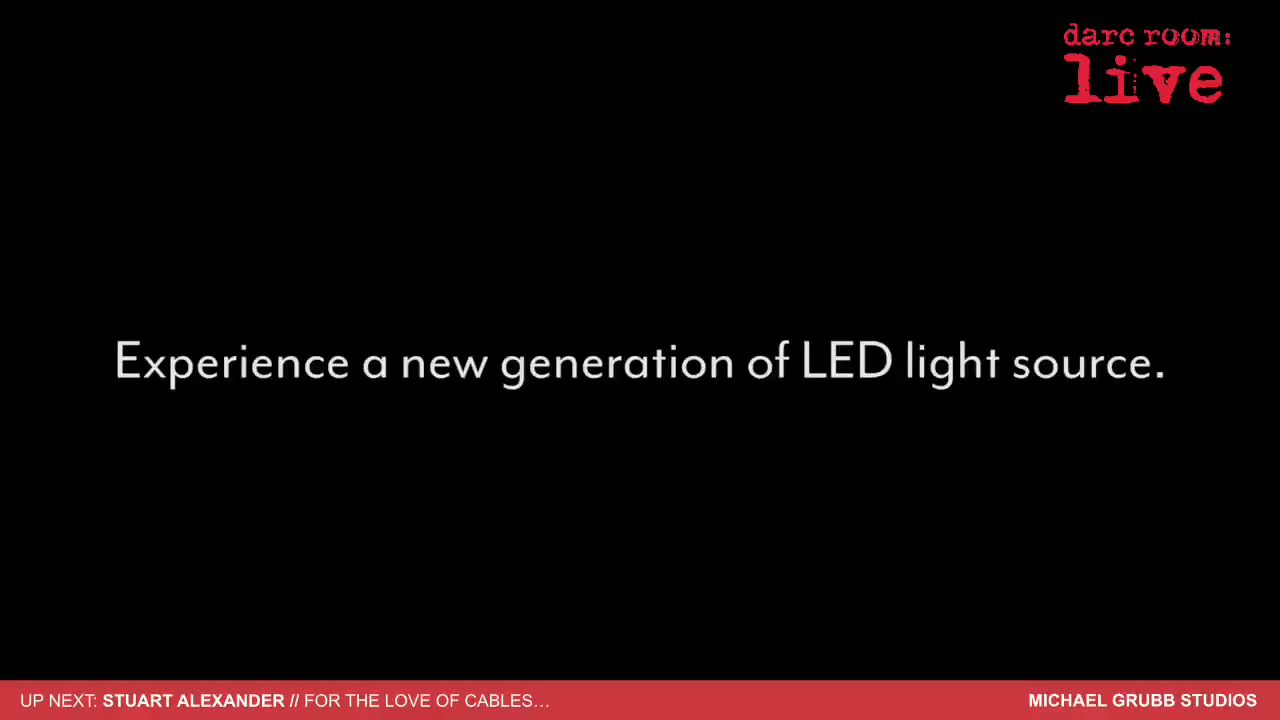 darc room:
live
Experience a new generation of LED light source.
UP NEXT: STUART ALEXANDER // FOR THE LOVE OF CABLES...
MICHAEL GRUBB STUDIOS